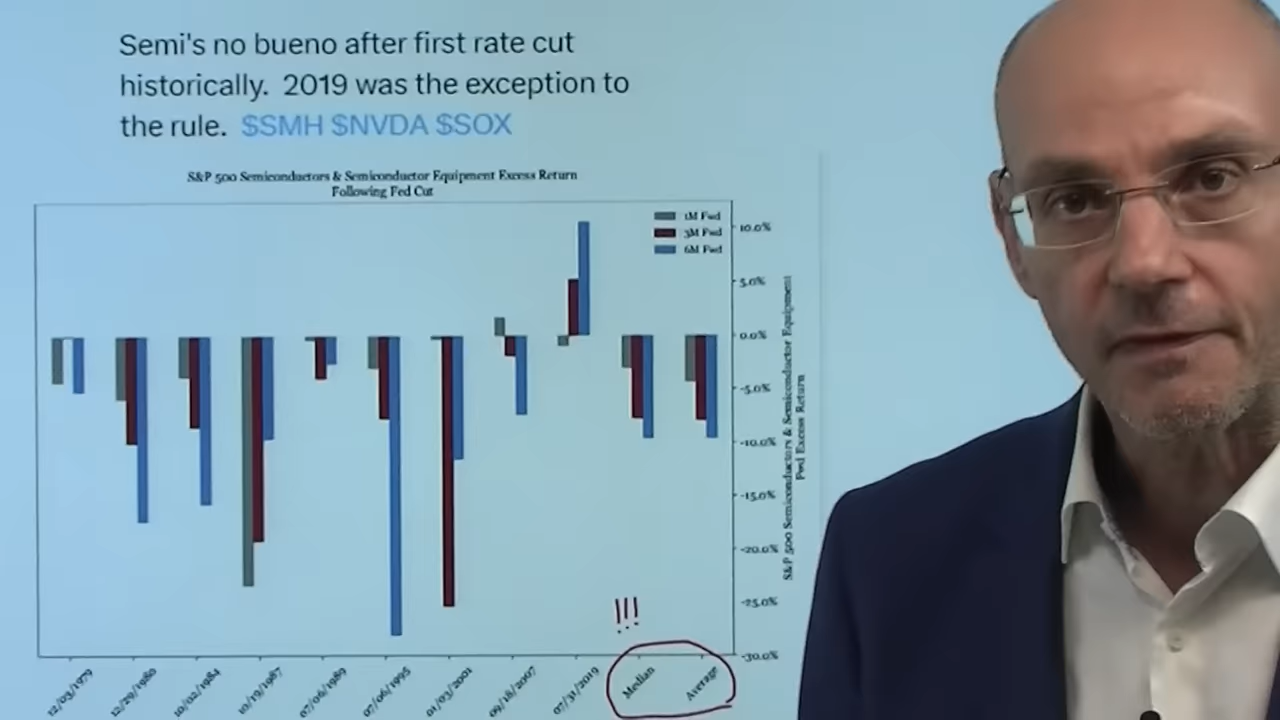 Semi's no bueno after first rate cut
historically. 2019 was the exception to
the rule. $SMH $NVDA $SOX
S&P 500 Semiconductors & Semiconductor Equipment Excess Return
Following Fed Cut
1M Fwd
3M Fwd
6M Fwd
10.0%
5.0%
0.0%
-5.0%
-10.0%
-15.0%
-20.0%
-25.0%
-30.0%
S&P 500 Semiconductors & Semiconductor Equipment
Fwd Excess Return
!!!
12/03/1979
12/29/1980
10/02/1984
10/19/1987
07/06/1989
07/06/1995
01/03/2001
09/18/2007
07/31/2019
Median
Average